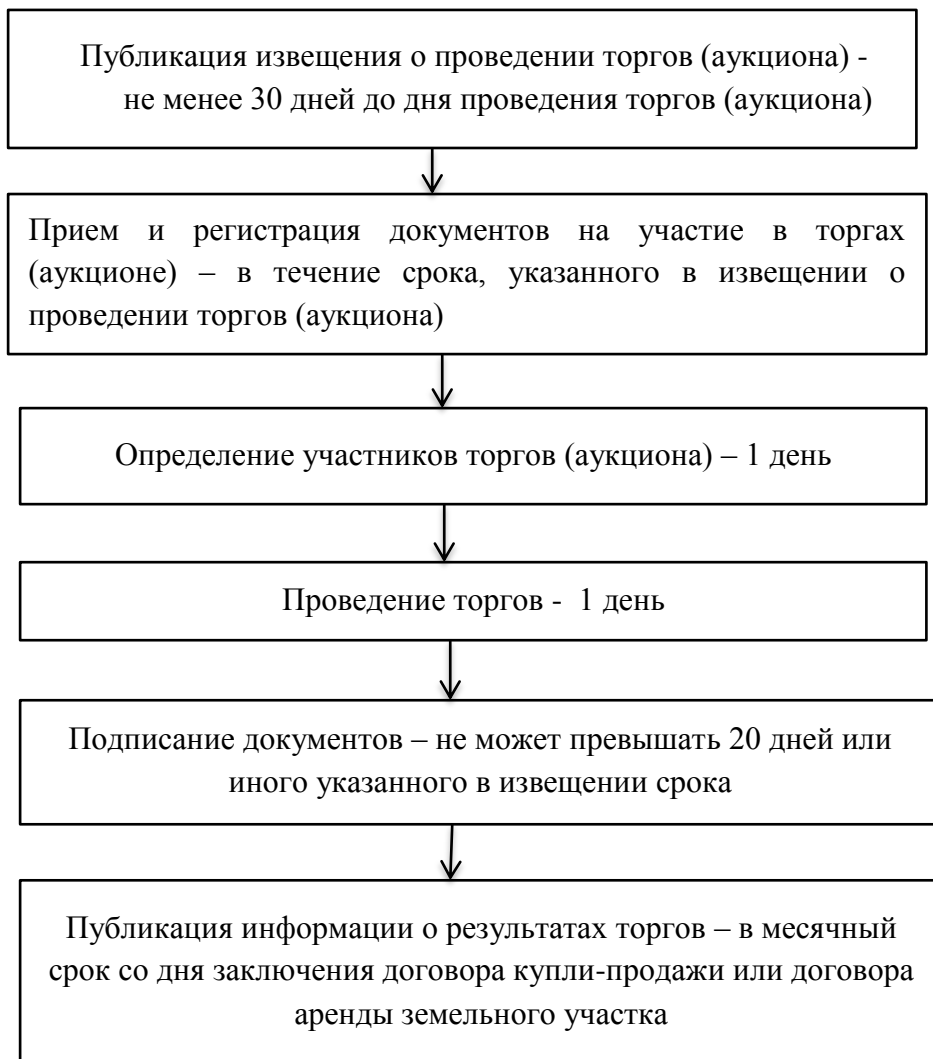 Публикация извещения о проведении торгов (аукциона) -
не менее 30 дней до дня проведения торгов (аукциона)
Прием и регистрация документов на участие в торгах
(аукционе) – в течение срока, указанного в извещении о
проведении торгов (аукциона)
Определение участников торгов (аукциона) – 1 день
Проведение торгов - 1 день
Подписание документов – не может превышать 20 дней или
иного указанного в извещении срока
Публикация информации о результатах торгов – в месячный
срок со дня заключения договора купли-продажи или договора
аренды земельного участка